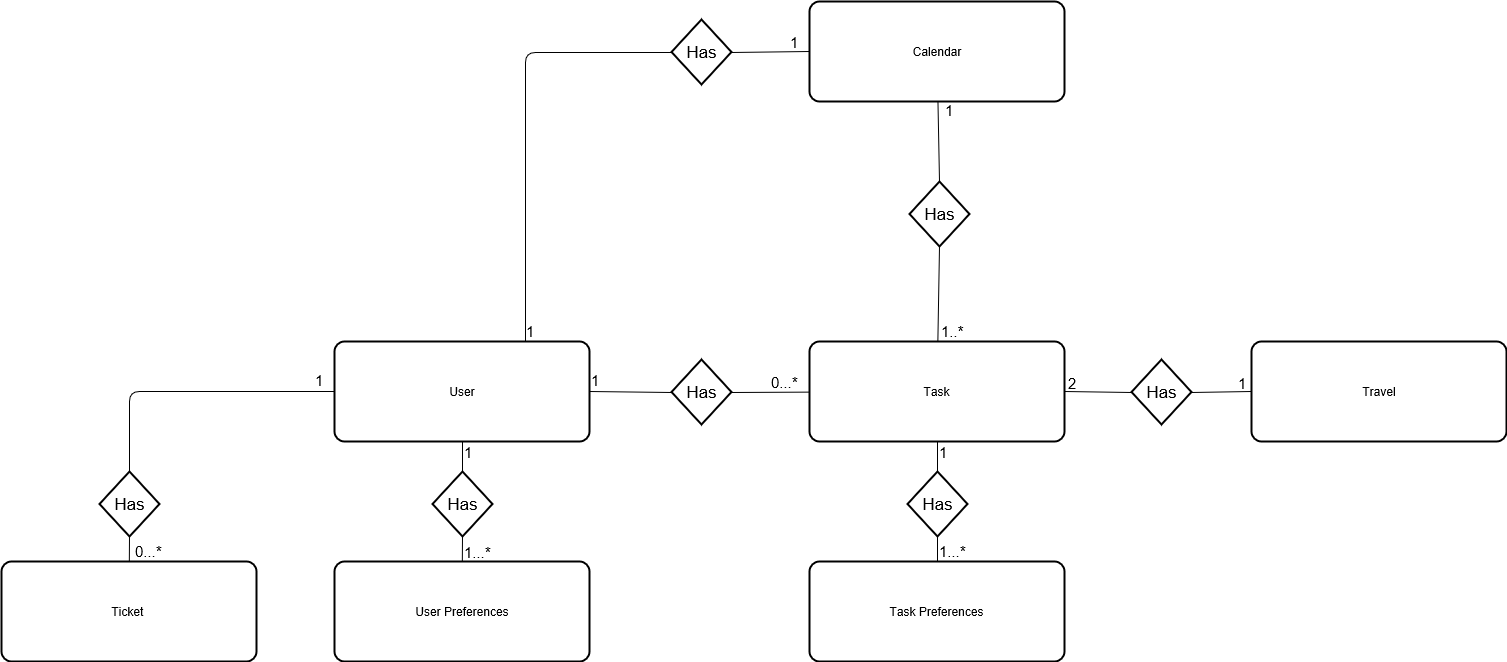 Has
1
Calendar
1
Has
1
1..*
1
User
1
Has
0...*
Task
2
Has
1
Travel
1
1
Has
Has
Has
0...*
1...*
1...*
Ticket
User Preferences
Task Preferences